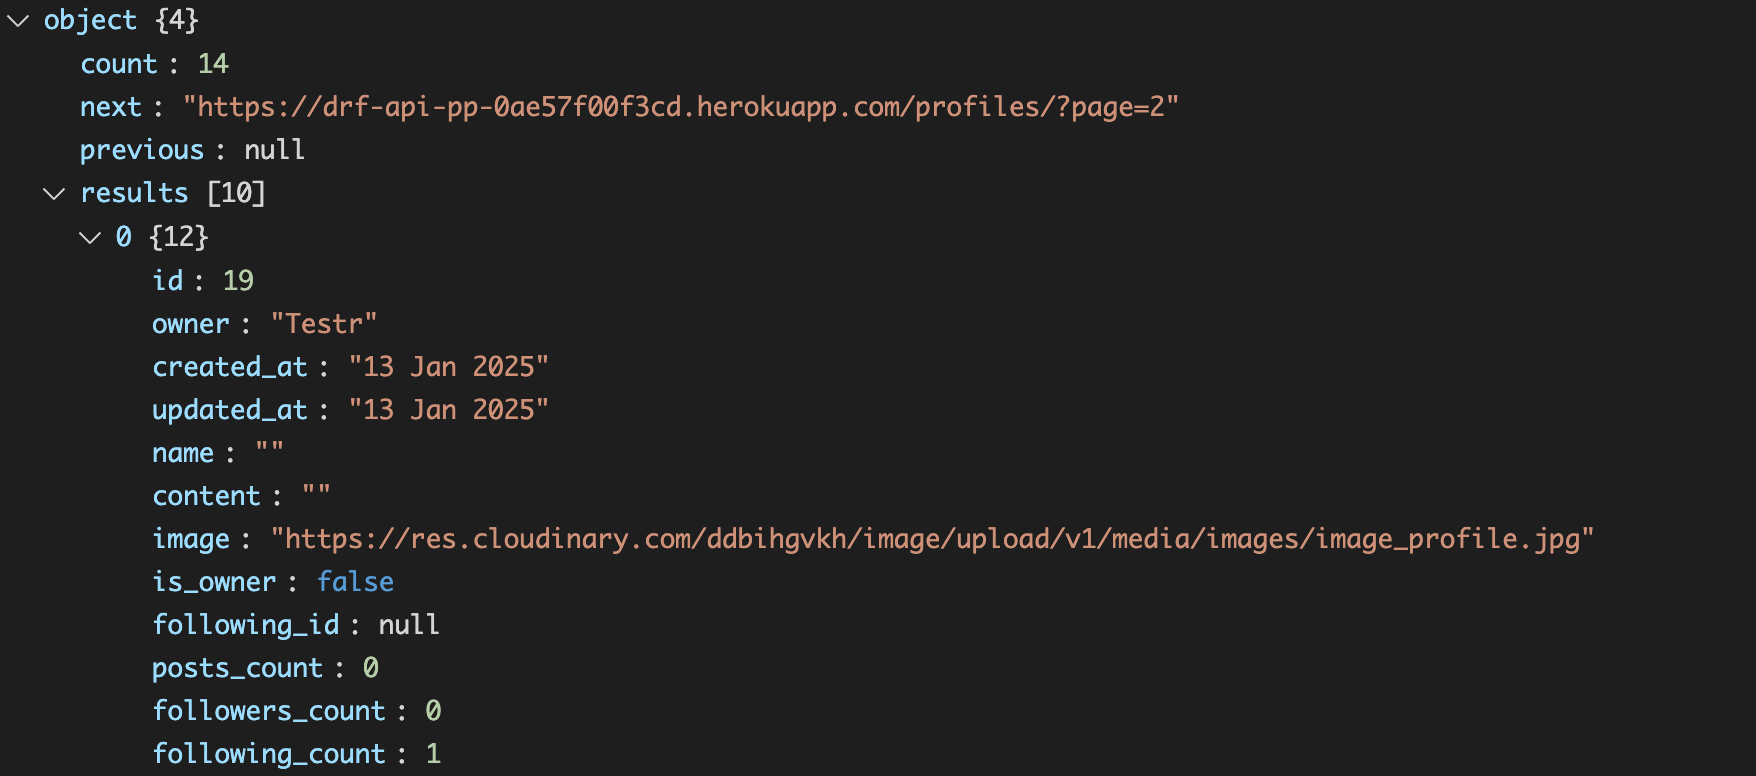 object {4}
count : 14
next : "https://drf-api-pp-0ae57f00f3cd.herokuapp.com/profiles/?page=2"
previous : null
results [10]
0 {12}
id : 19
owner : "Testr"
created_at : "13 Jan 2025"
updated_at : "13 Jan 2025"
name : ""
content : ""
image : "https://res.cloudinary.com/ddbihgvkh/image/upload/v1/media/images/image_profile.jpg"
is_owner : false
following_id : null
posts_count : 0
followers_count : 0
following_count : 1